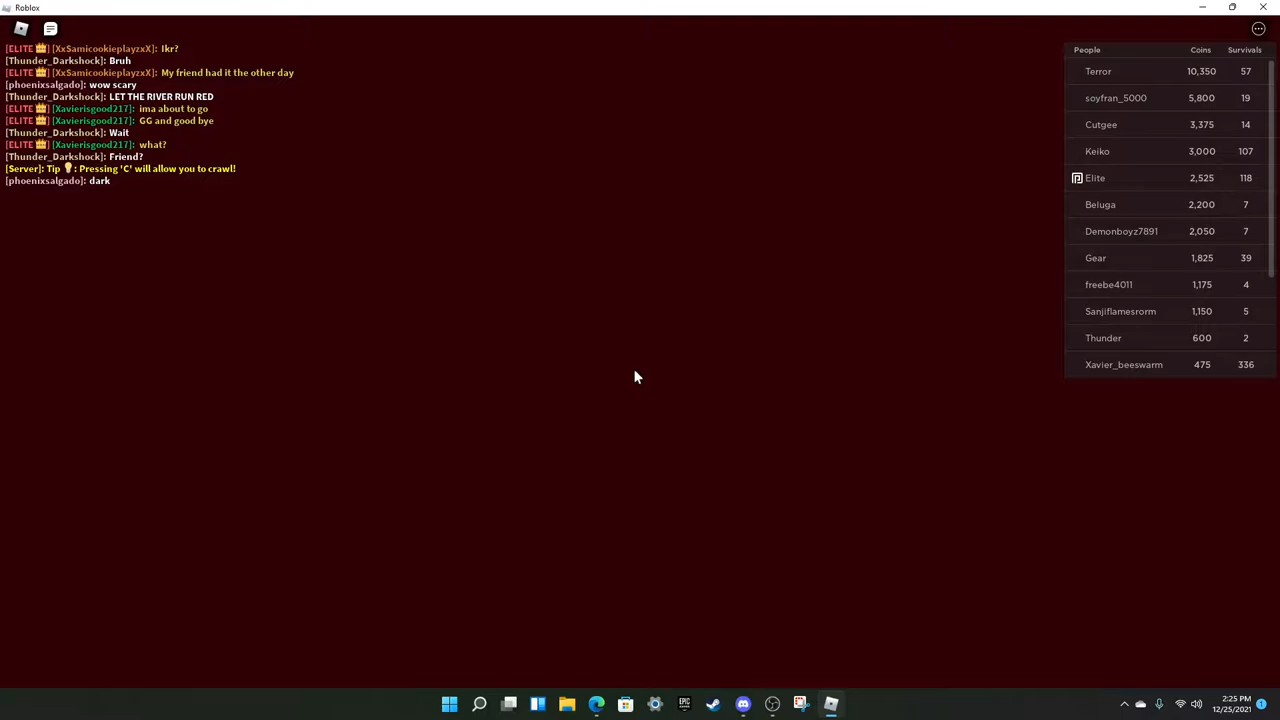 Roblox
[ELITE👑] [XxSamicookieplayzxX]: Ikr?
[Thunder_Darkshock]: Bruh
[ELITE👑] [XxSamicookieplayzxX]: My friend had it the other day
[phoenixsalgado]: wow scary
[Thunder_Darkshock]: LET THE RIVER RUN RED
[ELITE👑] [Xavierisgood217]: ima about to go
[ELITE👑] [Xavierisgood217]: GG and good bye
[Thunder_Darkshock]: Wait
[ELITE👑] [Xavierisgood217]: what?
[Thunder_Darkshock]: Friend?
[Server]: Tip 💡: Pressing 'C' will allow you to crawl!
[phoenixsalgado]: dark
People Coins Survivals
Terror 10,350 57
soyfran_5000 5,800 19
Cutgee 3,375 14
Keiko 3,000 107
Elite 2,525 118
Beluga 2,200 7
Demonboyz7891 2,050 7
Gear 1,825 39
freebe4011 1,175 4
Sanjiflamesrorm 1,150 5
Thunder 600 2
Xavier_beeswarm 475 336
EPIC
2:25 PM
12/25/2021